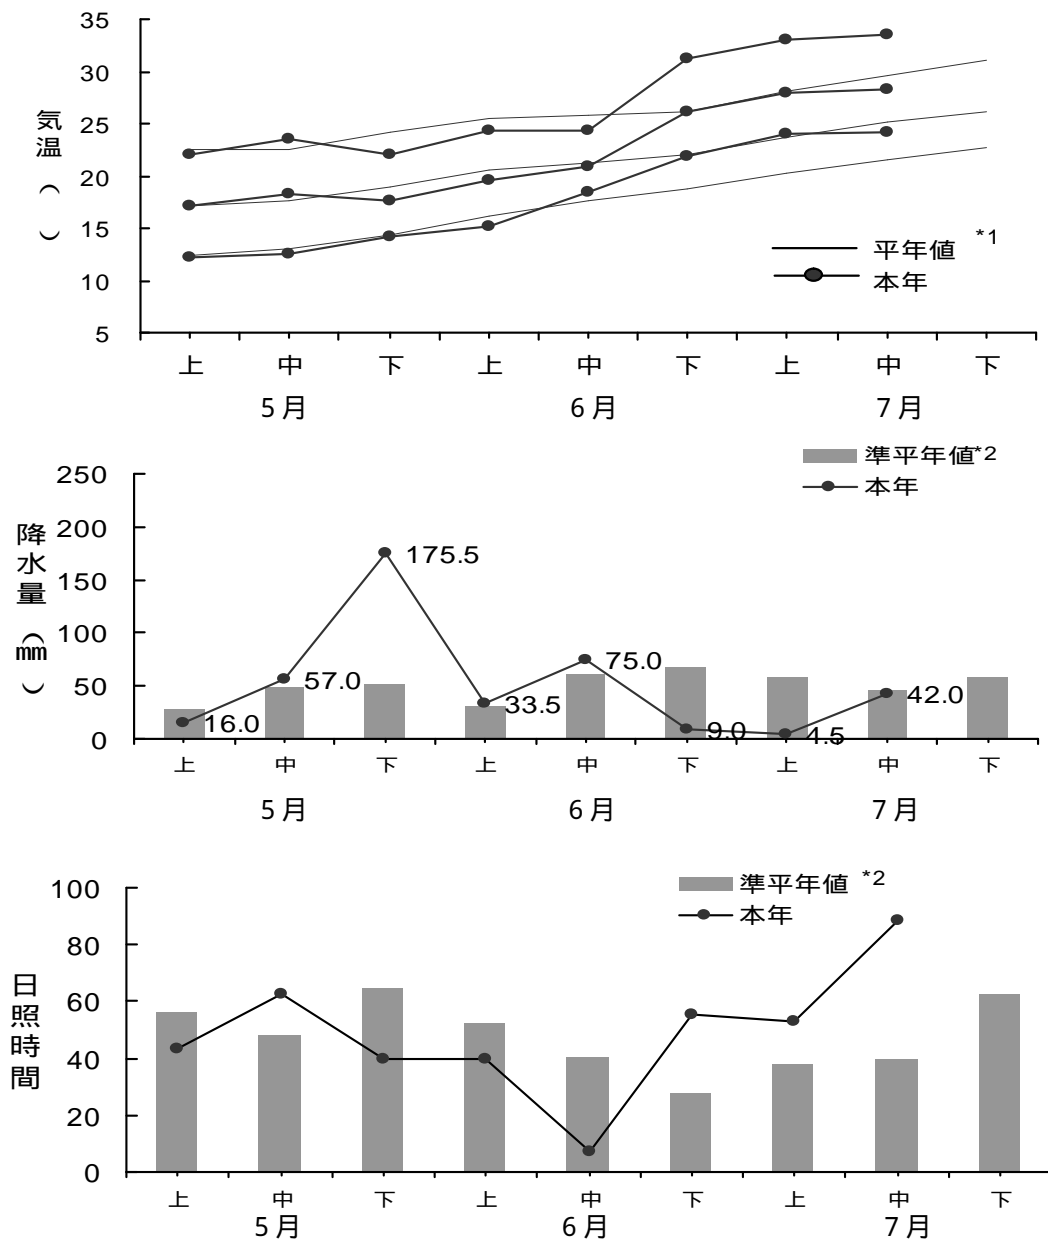 35
30
25
20
15
10
5
気温
( )
平年値 *1
本年
上 中 下 上 中 下 上 中 下
5月 6月 7月
準平年値*2
本年
250
200
150
100
50
0
降水量
(㎜)
16.0
57.0
175.5
33.5
75.0
9.0
4.5
42.0
上 中 下 上 中 下 上 中 下
5月 6月 7月
準平年値 *2
本年
100
80
60
40
20
0
日照時間
上 中 下 上 中 下 上 中 下
5月 6月 7月